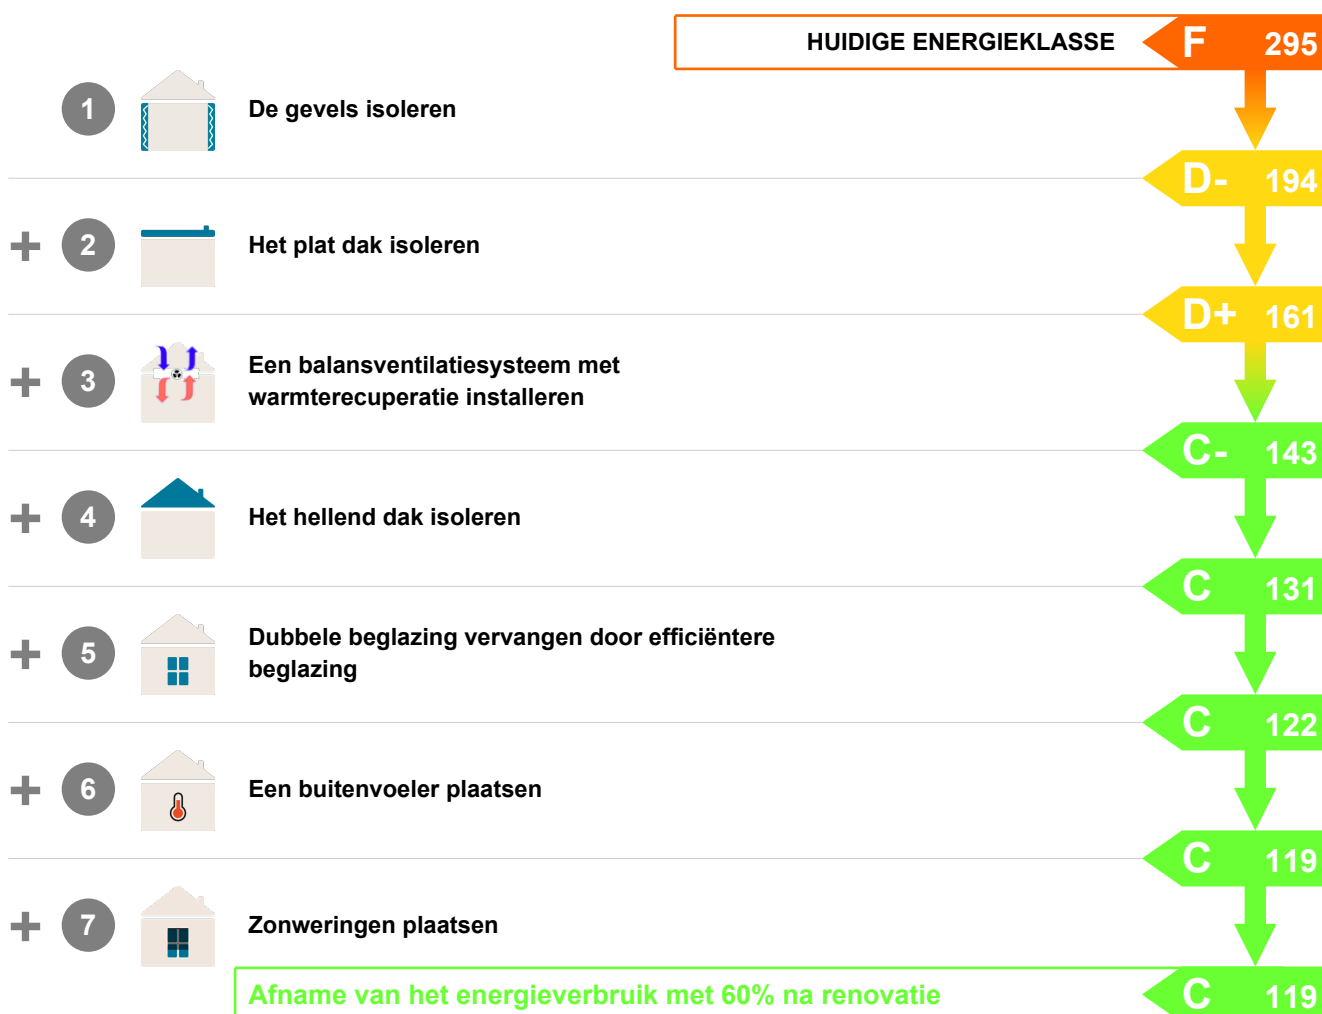 HUIDIGE ENERGIEKLASSE F 295
1 De gevels isoleren
D- 194
+ 2 Het plat dak isoleren
D+ 161
+ 3 Een balansventilatiesysteem met
warmterecuperatie installeren
C- 143
+ 4 Het hellend dak isoleren
C 131
+ 5 Dubbele beglazing vervangen door efficiëntere
beglazing
C 122
+ 6 Een buitenvoeler plaatsen
C 119
+ 7 Zonweringen plaatsen
Afname van het energieverbruik met 60% na renovatie C 119